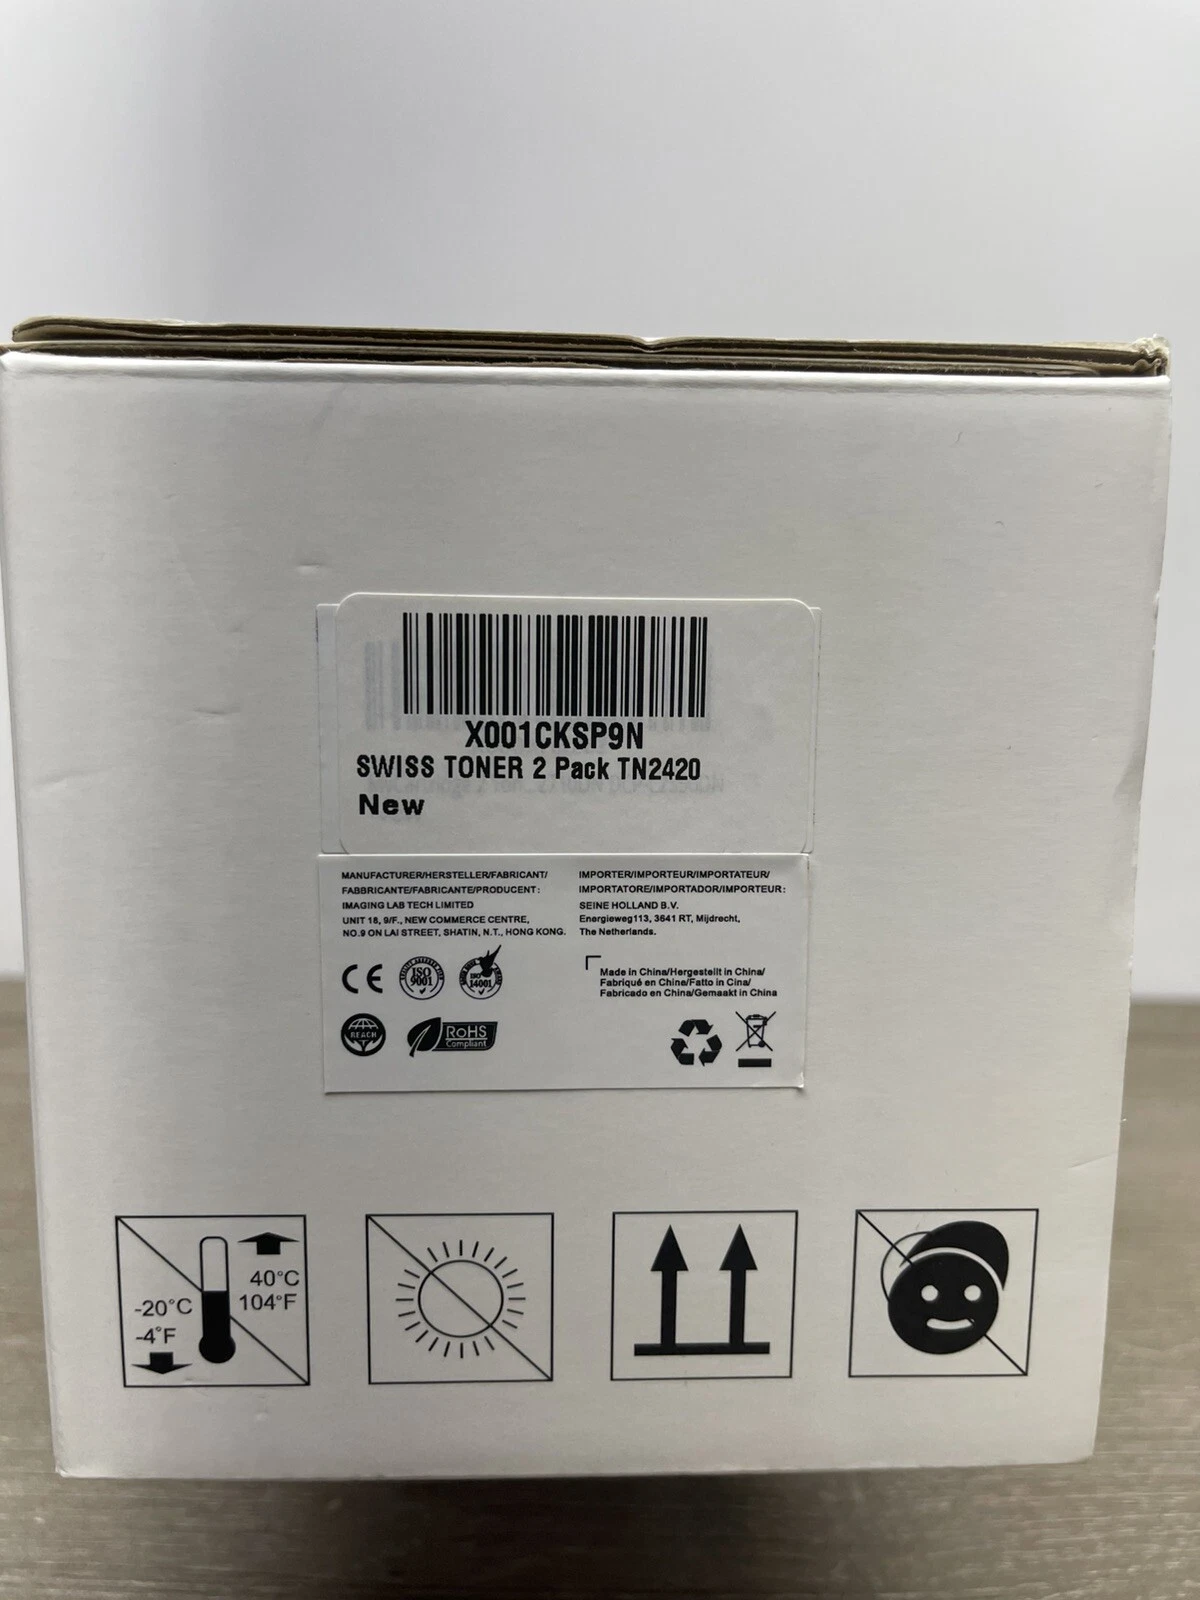 X001CKSP9N
SWISS TONER 2 Pack TN2420
New
MANUFACTURER/HERSTELLER/FABRICANT/
FABBRICANTE/FABRICANTE/PRODUCENT:
IMAGING LAB TECH LIMITED
UNIT 18, 9/F., NEW COMMERCE CENTRE,
NO.9 ON LAI STREET, SHATIN, N.T., HONG KONG.
IMPORTER/IMPORTEUR/IMPORTATEUR/
IMPORTATORE/IMPORTADOR/IMPORTEUR:
SEINE HOLLAND B.V.
Energieweg113, 3641 RT, Mijdrecht,
The Netherlands.
CE
ISO
9001
ISO
14001
Made in China/Hergestellt in China/
Fabriqué en Chine/Fatto in Cina/
Fabricado en China/Gemaakt in China
REACH
RoHS
Compliant
40°C
104°F
-20°C
-4°F